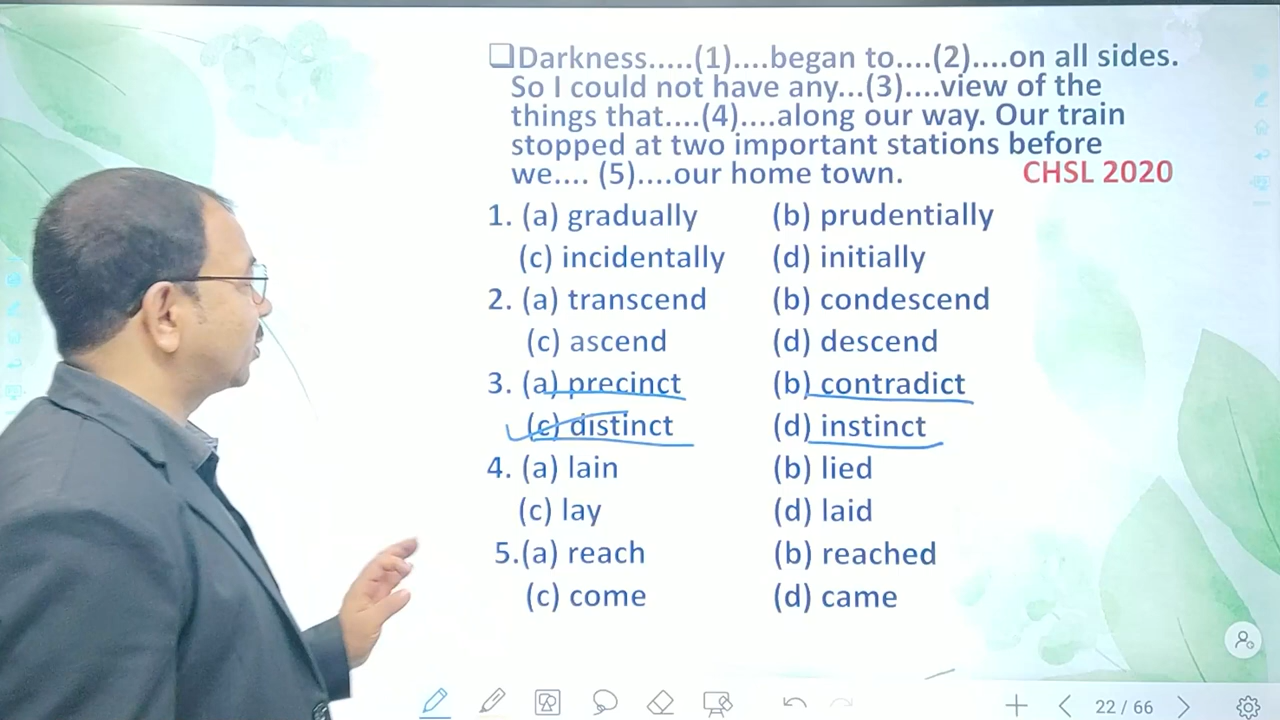 ❑Darkness.....(1)....began to....(2)....on all sides.
So I could not have any...(3)....view of the
things that....(4)....along our way. Our train
stopped at two important stations before
we.... (5)....our home town. CHSL 2020
1. (a) gradually (b) prudentially
(c) incidentally (d) initially
2. (a) transcend (b) condescend
(c) ascend (d) descend
3. (a) precinct (b) contradict
(c) distinct (d) instinct
4. (a) lain (b) lied
(c) lay (d) laid
5.(a) reach (b) reached
(c) come (d) came
22 / 66